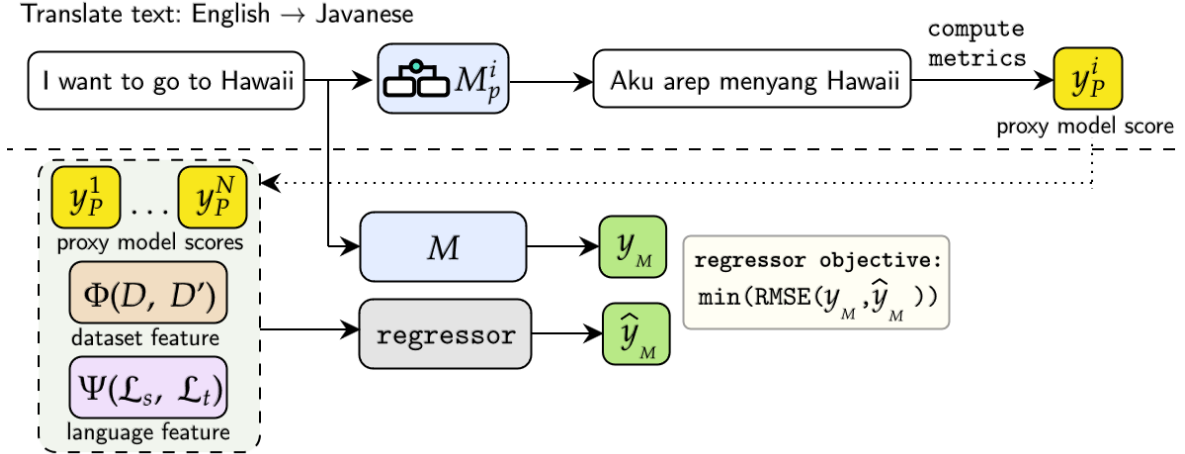 Translate text: English → Javanese
I want to go to Hawaii
M_p^i
Aku arep menyang Hawaii
compute
metrics
y_P^i
proxy model score
y_P^1 ... y_P^N
proxy model scores
Φ(D, D′)
dataset feature
Ψ(ℒ_s, ℒ_t)
language feature
M
y_M
regressor
ŷ_M
regressor objective:
min(RMSE(y_M,ŷ_M))